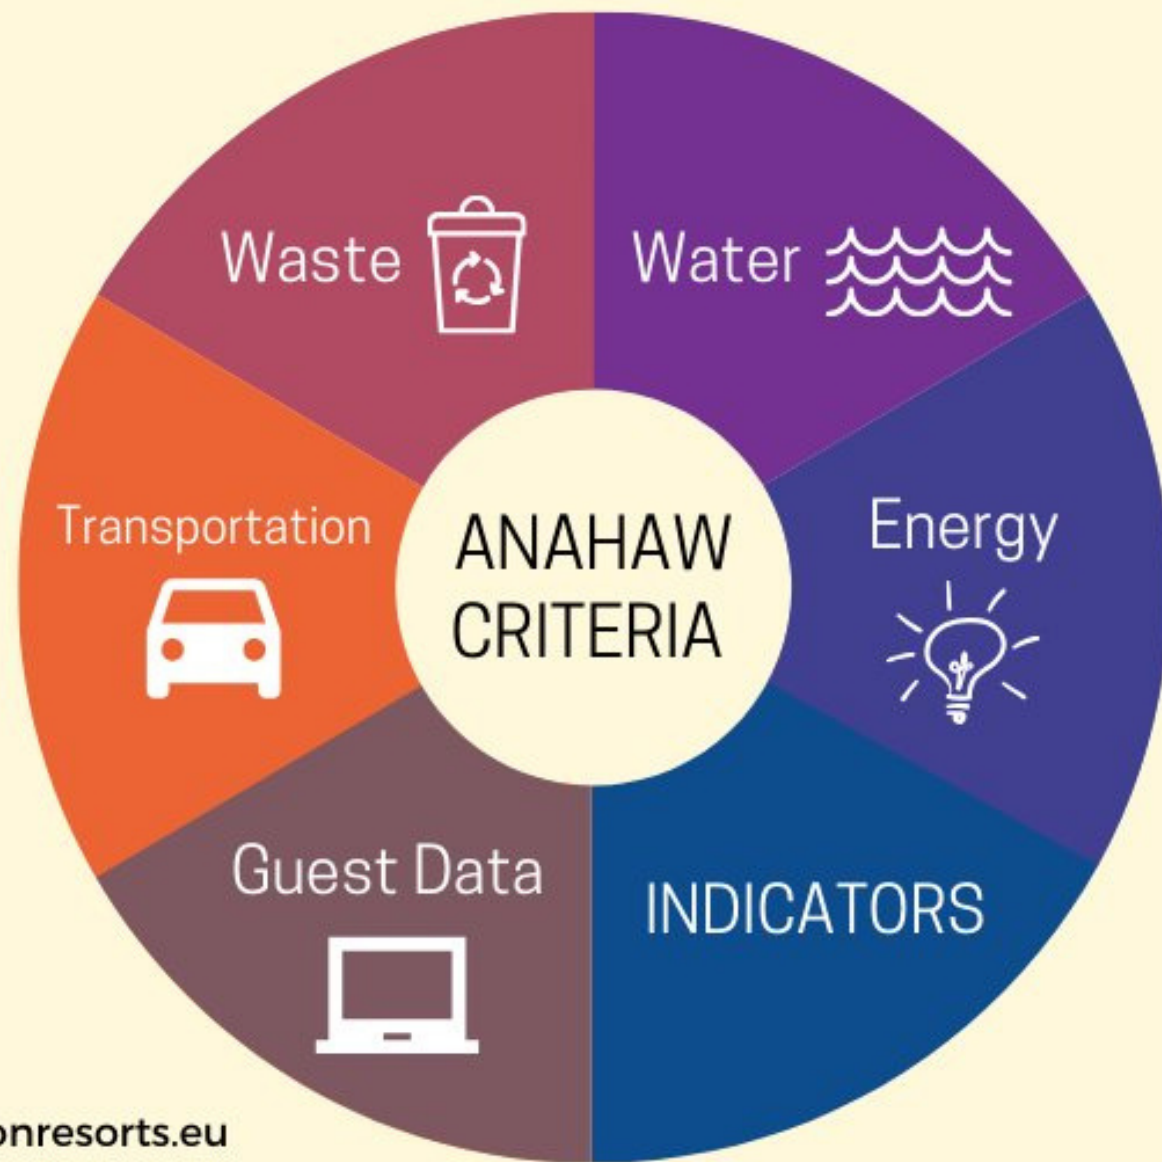 Waste
Water
Transportation
ANAHAW
CRITERIA
Energy
Guest Data
INDICATORS
onresorts.eu